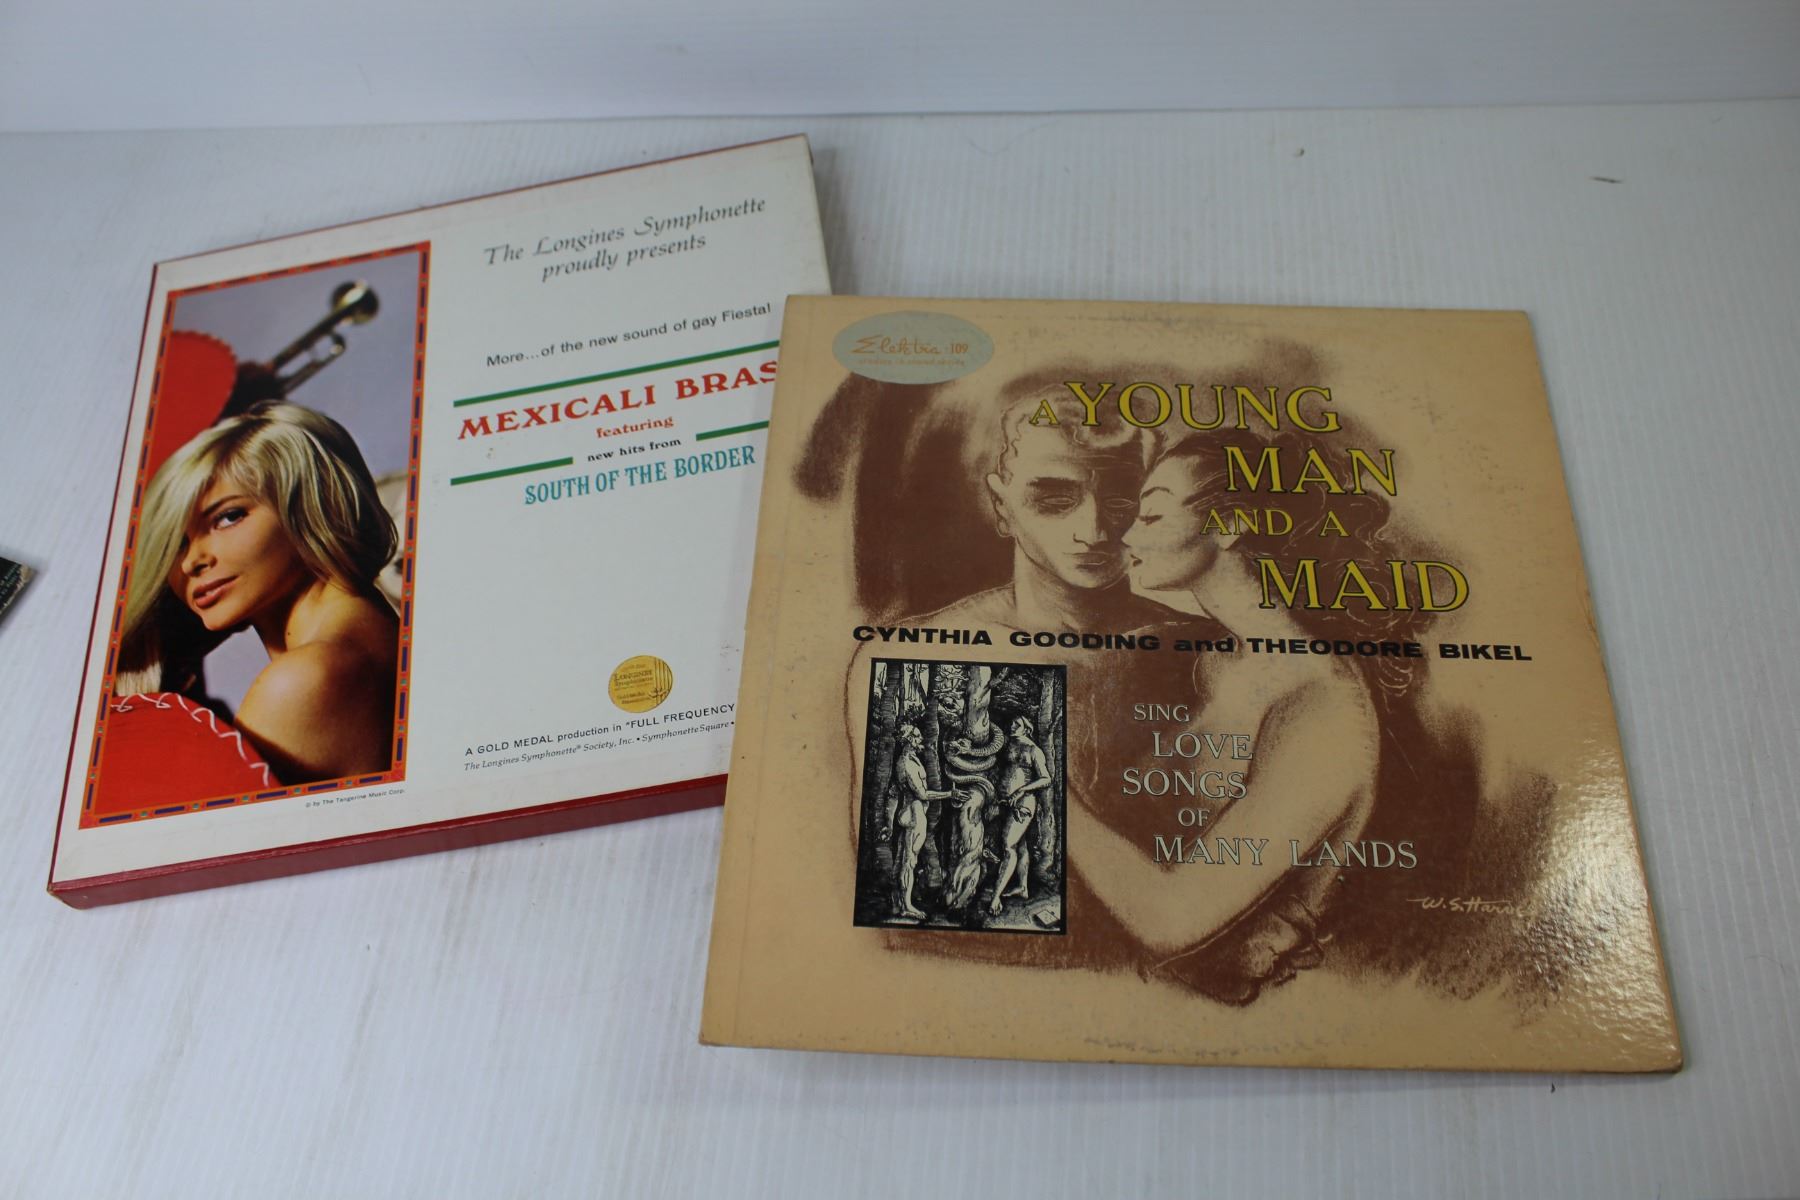 The Longines Symphonette
proudly presents
More...of the new sound of gay Fiesta!
MEXICALI BRAS
featuring
new hits from
SOUTH OF THE BORDER
LONGINES
Symphonette
A GOLD MEDAL production in "FULL FREQUENCY
The Longines Symphonette® Society, Inc. • Symphonette Square •
© by The Tangerine Music Corp.
Elektra 109
A YOUNG
MAN
AND A
MAID
CYNTHIA GOODING and THEODORE BIKEL
SING
LOVE
SONGS
OF
MANY LANDS